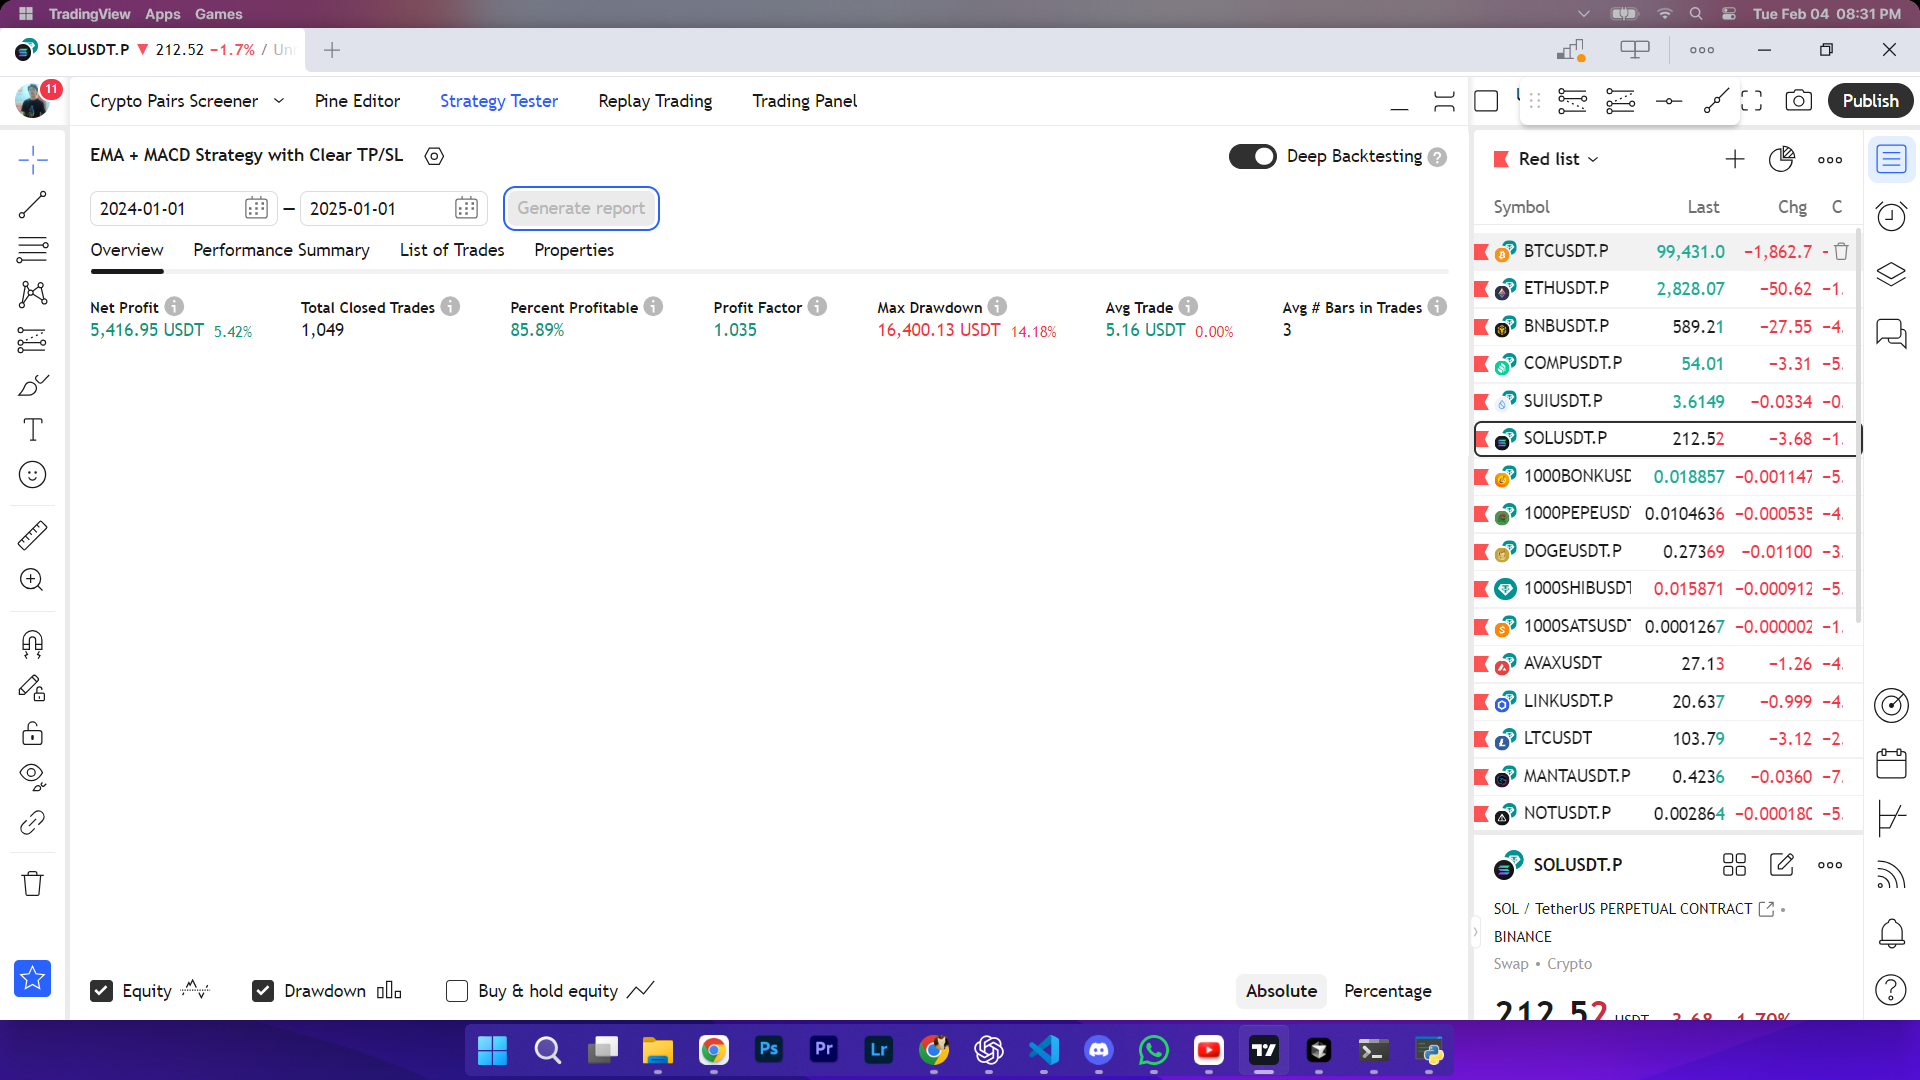 TradingView Apps Games
Tue Feb 04 08:31 PM
SOLUSDT.P ▼ 212.52 −1.7% /
11
Crypto Pairs Screener Pine Editor Strategy Tester Replay Trading Trading Panel
Publish
EMA + MACD Strategy with Clear TP/SL
Deep Backtesting
2024-01-01 — 2025-01-01 Generate report
Overview Performance Summary List of Trades Properties
Net Profit Total Closed Trades Percent Profitable Profit Factor Max Drawdown Avg Trade Avg # Bars in Trades
5,416.95 USDT 5.42% 1,049 85.89% 1.035 16,400.13 USDT 14.18% 5.16 USDT 0.00% 3
Equity Drawdown Buy & hold equity Absolute Percentage
Red list
Symbol Last Chg C
BTCUSDT.P 99,431.0 −1,862.7 -
ETHUSDT.P 2,828.07 −50.62 −1.
BNBUSDT.P 589.21 −27.55 −4.
COMPUSDT.P 54.01 −3.31 −5.
SUIUSDT.P 3.6149 −0.0334 −0.
SOLUSDT.P 212.52 −3.68 −1.
1000BONKUSD 0.018857 −0.001147 −5.
1000PEPEUSDT 0.0104636 −0.000535 −4.
DOGEUSDT.P 0.27369 −0.01100 −3.
1000SHIBUSDT 0.015871 −0.000912 −5.
1000SATSUSDT 0.0001267 −0.000002 −1.
AVAXUSDT 27.13 −1.26 −4.
LINKUSDT.P 20.637 −0.999 −4.
LTCUSDT 103.79 −3.12 −2.
MANTAUSDT.P 0.4236 −0.0360 −7.
NOTUSDT.P 0.002864 −0.000180 −5.
SOLUSDT.P
SOL / TetherUS PERPETUAL CONTRACT •
BINANCE
Swap • Crypto
212.52 USDT −3.68 −1.70%
Ps Pr Lr